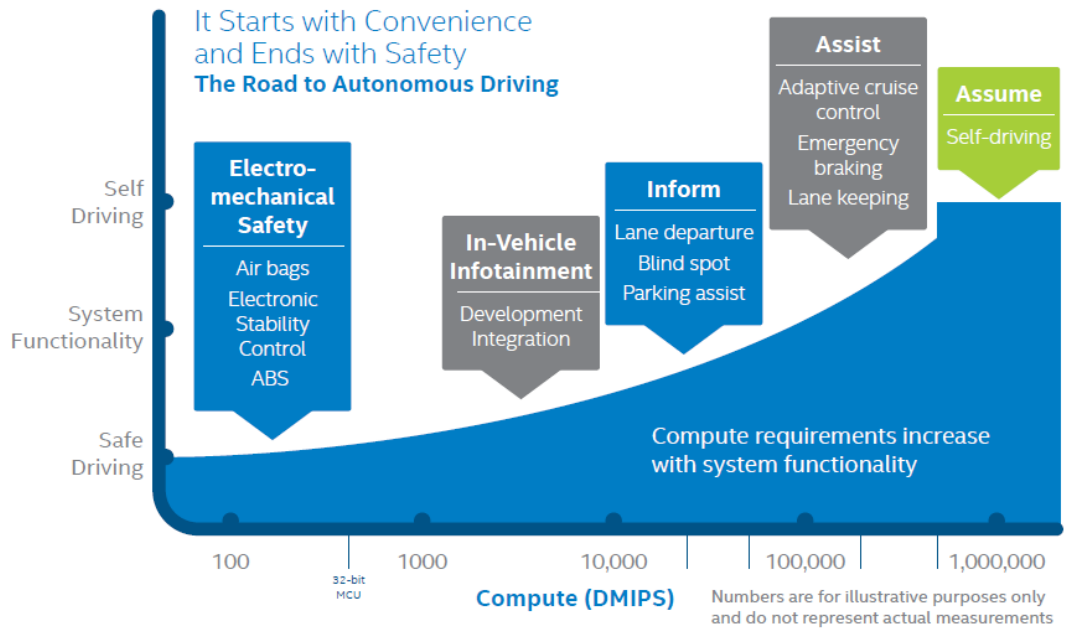 It Starts with Convenience
and Ends with Safety
The Road to Autonomous Driving
Self
Driving
System
Functionality
Safe
Driving
Electro-
mechanical
Safety
Air bags
Electronic
Stability
Control
ABS
In-Vehicle
Infotainment
Development
Integration
Inform
Lane departure
Blind spot
Parking assist
Assist
Adaptive cruise
control
Emergency
braking
Lane keeping
Assume
Self-driving
Compute requirements increase
with system functionality
100
32-bit
MCU
1000
10,000
100,000
1,000,000
Compute (DMIPS)
Numbers are for illustrative purposes only
and do not represent actual measurements